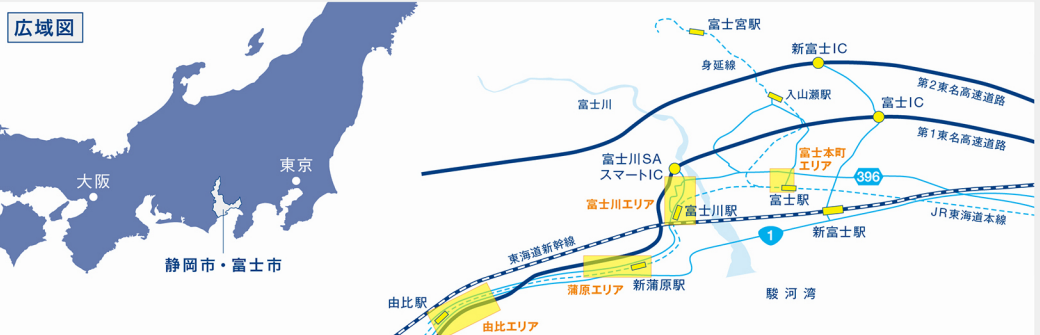 広域図
大阪
東京
静岡市・富士市
富士宮駅
身延線
新富士IC
第2東名高速道路
富士川
入山瀬駅
富士IC
第1東名高速道路
富士川SA
スマートIC
富士本町
エリア
396
富士川エリア
富士川駅
富士駅
JR東海道本線
新富士駅
1
東海道新幹線
蒲原エリア
新蒲原駅
駿河湾
由比駅
由比エリア